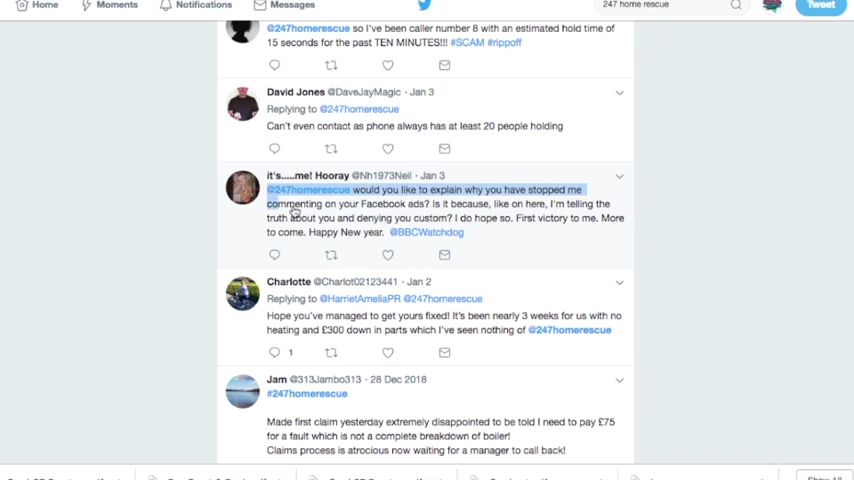 Home Moments Notifications Messages 247 home rescue Tweet
@247homerescue so I've been caller number 8 with an estimated hold time of
15 seconds for the past TEN MINUTES!!! #SCAM #rippoff
David Jones @DaveJayMagic · Jan 3
Replying to @247homerescue
Can't even contact as phone always has at least 20 people holding
it's.....me! Hooray @Nh1973Neil · Jan 3
@247homerescue would you like to explain why you have stopped me
commenting on your Facebook ads? Is it because, like on here, I'm telling the
truth about you and denying you custom? I do hope so. First victory to me. More
to come. Happy New year. @BBCWatchdog
Charlotte @Charlot02123441 · Jan 2
Replying to @HarrietAmeliaPR @247homerescue
Hope you've managed to get yours fixed! It's been nearly 3 weeks for us with no
heating and £300 down in parts which I've seen nothing of @247homerescue
1
Jam @313Jambo313 · 28 Dec 2018
#247homerescue
Made first claim yesterday extremely disappointed to be told I need to pay £75
for a fault which is not a complete breakdown of boiler!
Claims process is atrocious now waiting for a manager to call back!
Show All